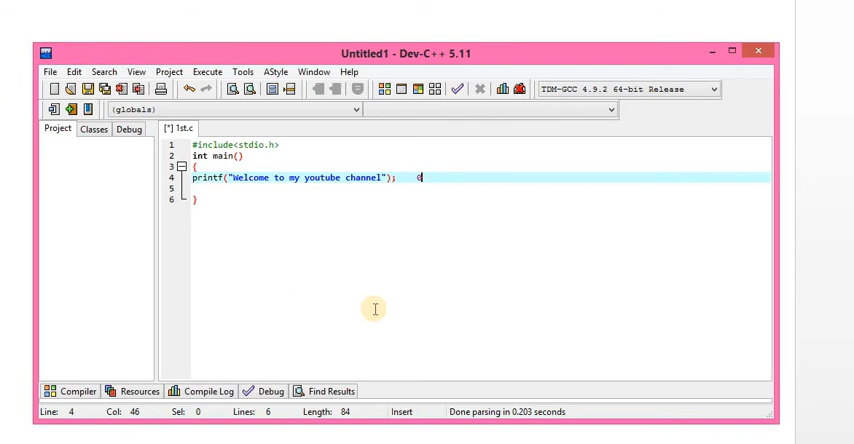 Untitled1 - Dev-C++ 5.11
File Edit Search View Project Execute Tools AStyle Window Help
TDM-GCC 4.9.2 64-bit Release
(globals)
Project Classes Debug [*] 1st.c
1 #include<stdio.h>
2 int main()
3 {
4 printf("Welcome to my youtube channel"); 0
5
6 }
Compiler Resources Compile Log Debug Find Results
Line: 4 Col: 46 Sel: 0 Lines: 6 Length: 84 Insert Done parsing in 0.203 seconds